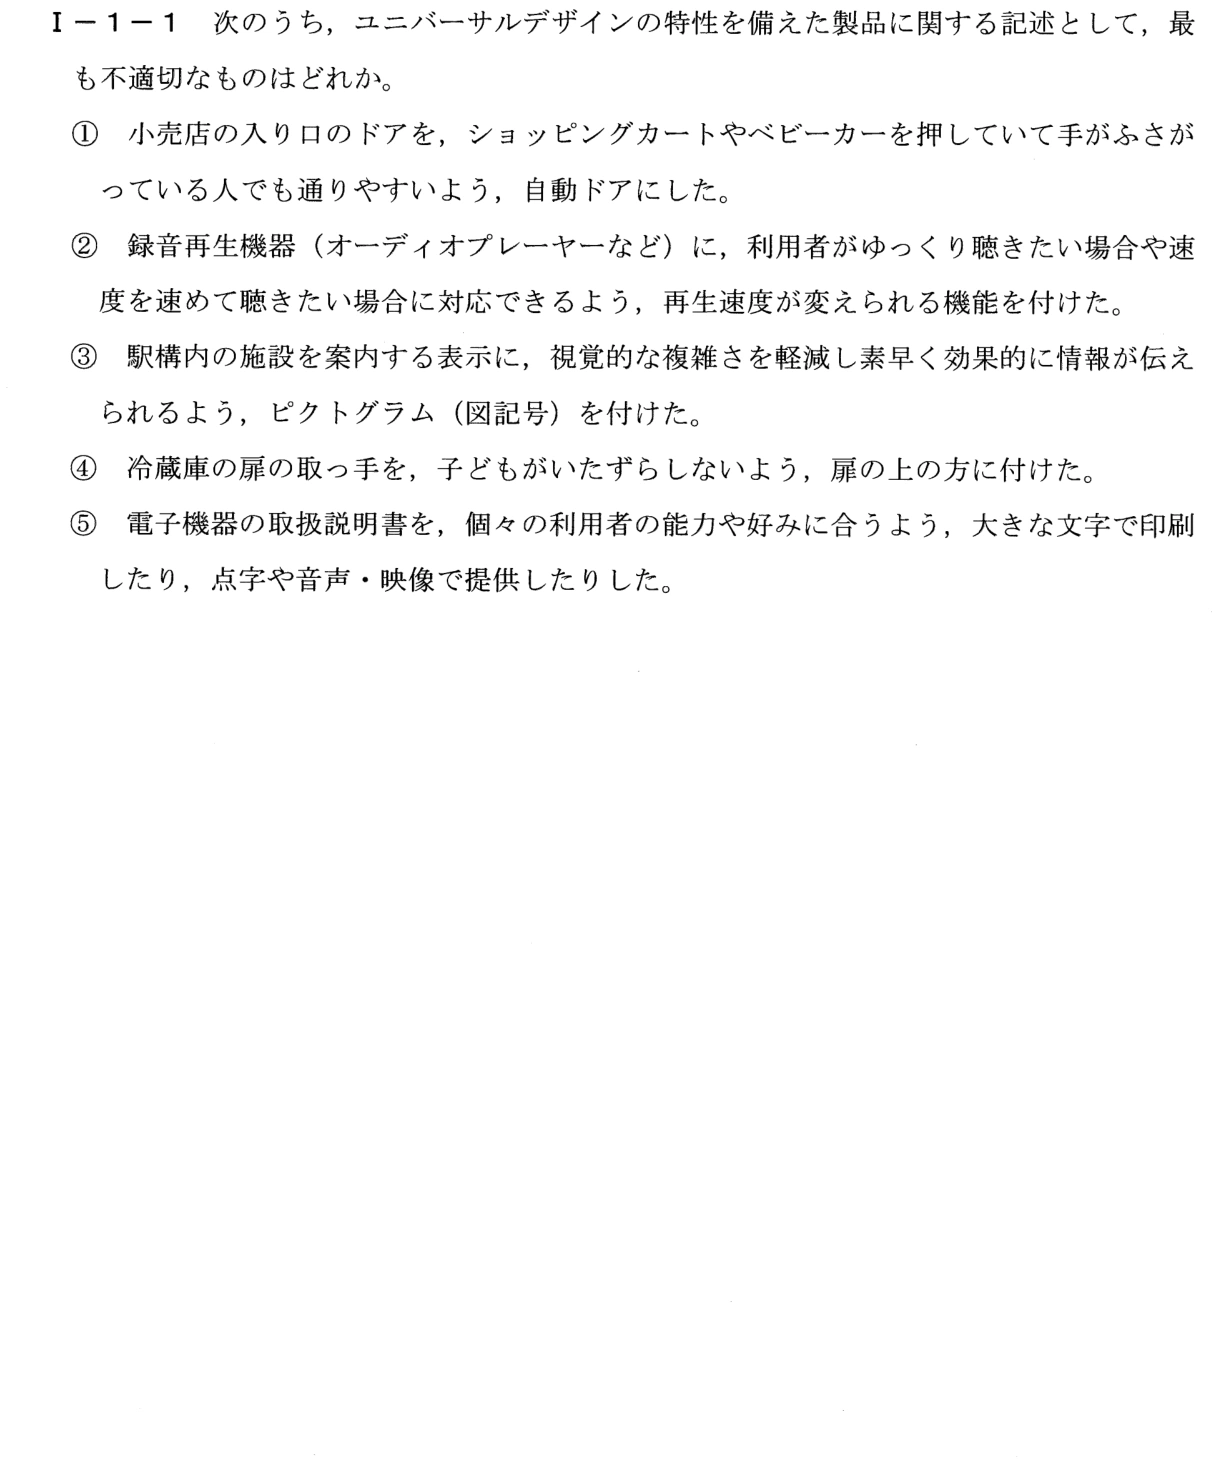 Ⅰ－１－１　次のうち，ユニバーサルデザインの特性を備えた製品に関する記述として，最
も不適切なものはどれか。
①　小売店の入り口のドアを，ショッピングカートやベビーカーを押していて手がふさが
っている人でも通りやすいよう，自動ドアにした。
②　録音再生機器（オーディオプレーヤーなど）に，利用者がゆっくり聴きたい場合や速
度を速めて聴きたい場合に対応できるよう，再生速度が変えられる機能を付けた。
③　駅構内の施設を案内する表示に，視覚的な複雑さを軽減し素早く効果的に情報が伝え
られるよう，ピクトグラム（図記号）を付けた。
④　冷蔵庫の扉の取っ手を，子どもがいたずらしないよう，扉の上の方に付けた。
⑤　電子機器の取扱説明書を，個々の利用者の能力や好みに合うよう，大きな文字で印刷
したり，点字や音声・映像で提供したりした。